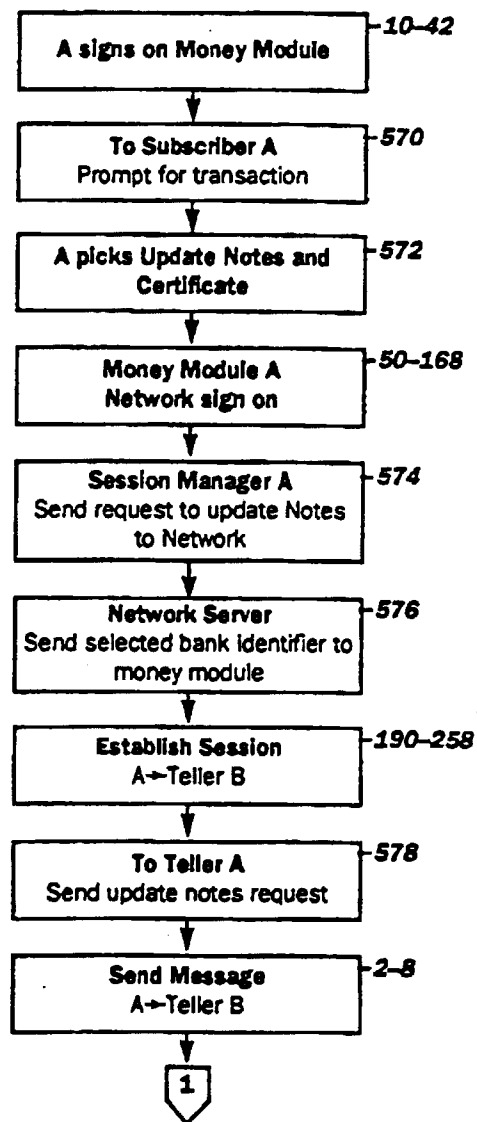 10–42
A signs on Money Module
570
To Subscriber A
Prompt for transaction
572
A picks Update Notes and
Certificate
50–168
Money Module A
Network sign on
574
Session Manager A
Send request to update Notes
to Network
576
Network Server
Send selected bank identifier to
money module
190–258
Establish Session
A→Teller B
578
To Teller A
Send update notes request
2–8
Send Message
A→Teller B
1